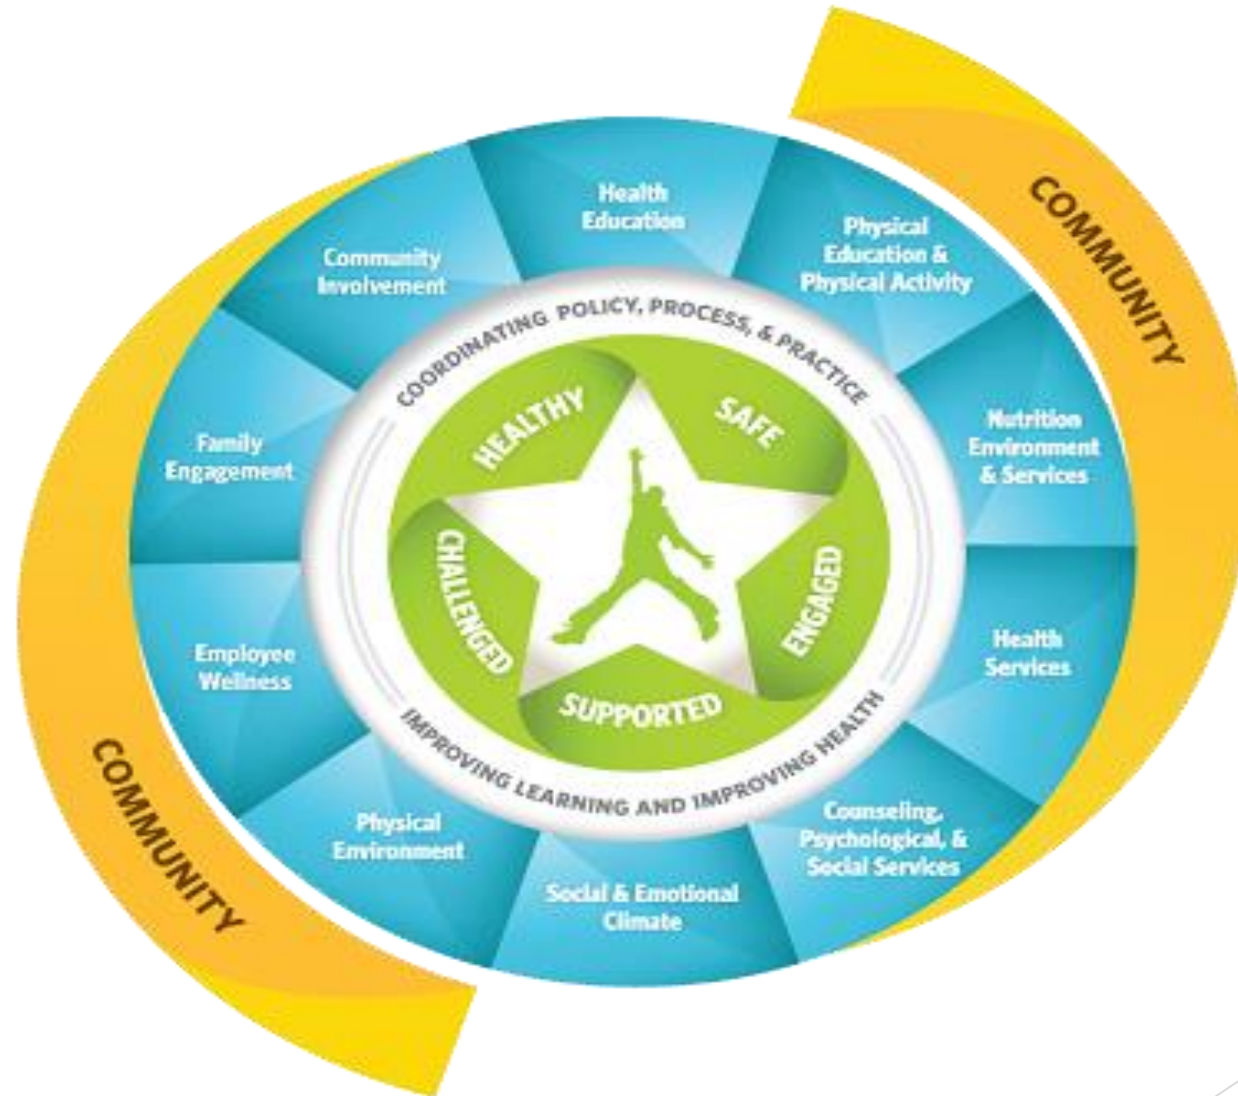 COMMUNITY
Health
Education
Physical
Education &
Physical Activity
Nutrition
Environment
& Services
Health
Services
Counseling,
Psychological, &
Social Services
Social & Emotional
Climate
Physical
Environment
Employee
Wellness
Family
Engagement
Community
Involvement
COORDINATING POLICY, PROCESS, & PRACTICE
IMPROVING LEARNING AND IMPROVING HEALTH
HEALTHY
SAFE
ENGAGED
SUPPORTED
CHALLENGED
COMMUNITY